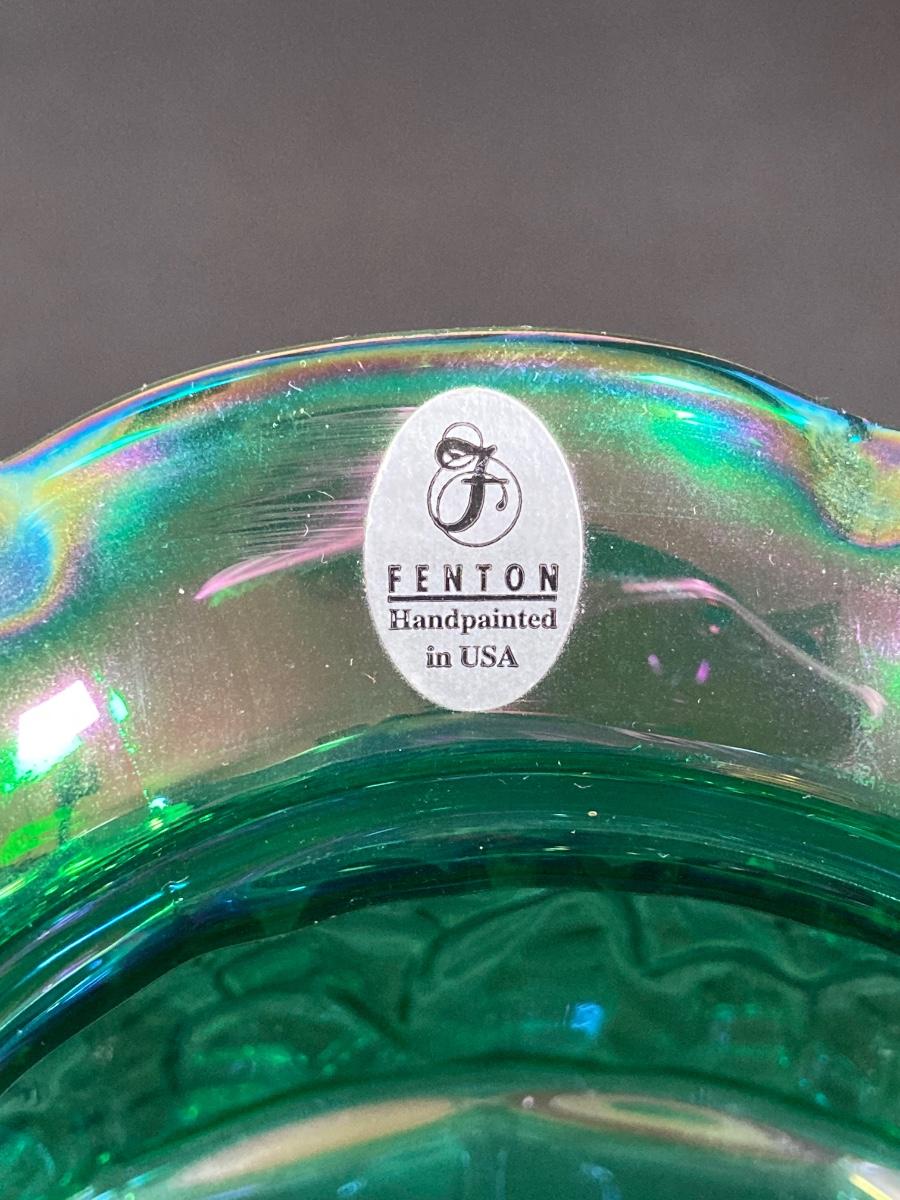 F
FENTON
Handpainted
in USA